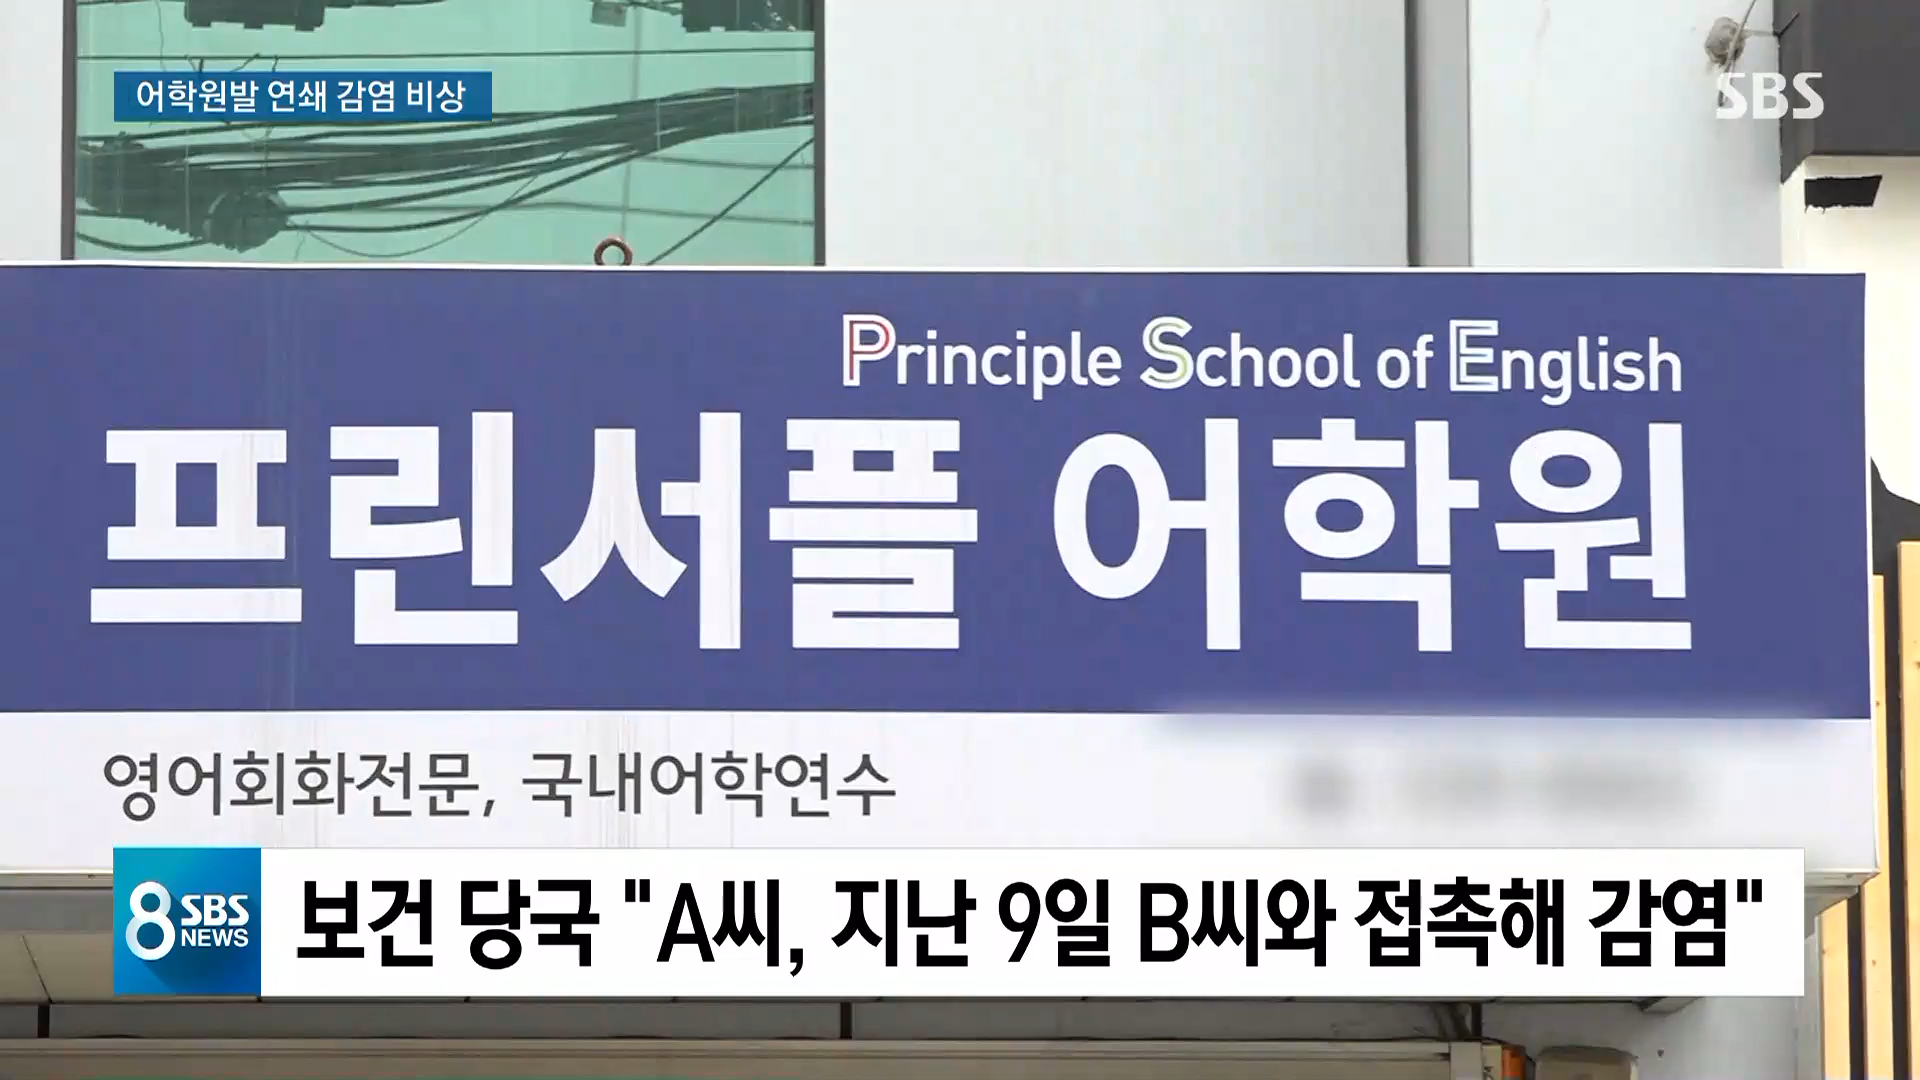 어학원발 연쇄 감염 비상
SBS
Principle School of English
프린서플 어학원
영어회화전문, 국내어학연수
8 SBS NEWS
보건 당국 "A씨, 지난 9일 B씨와 접촉해 감염"